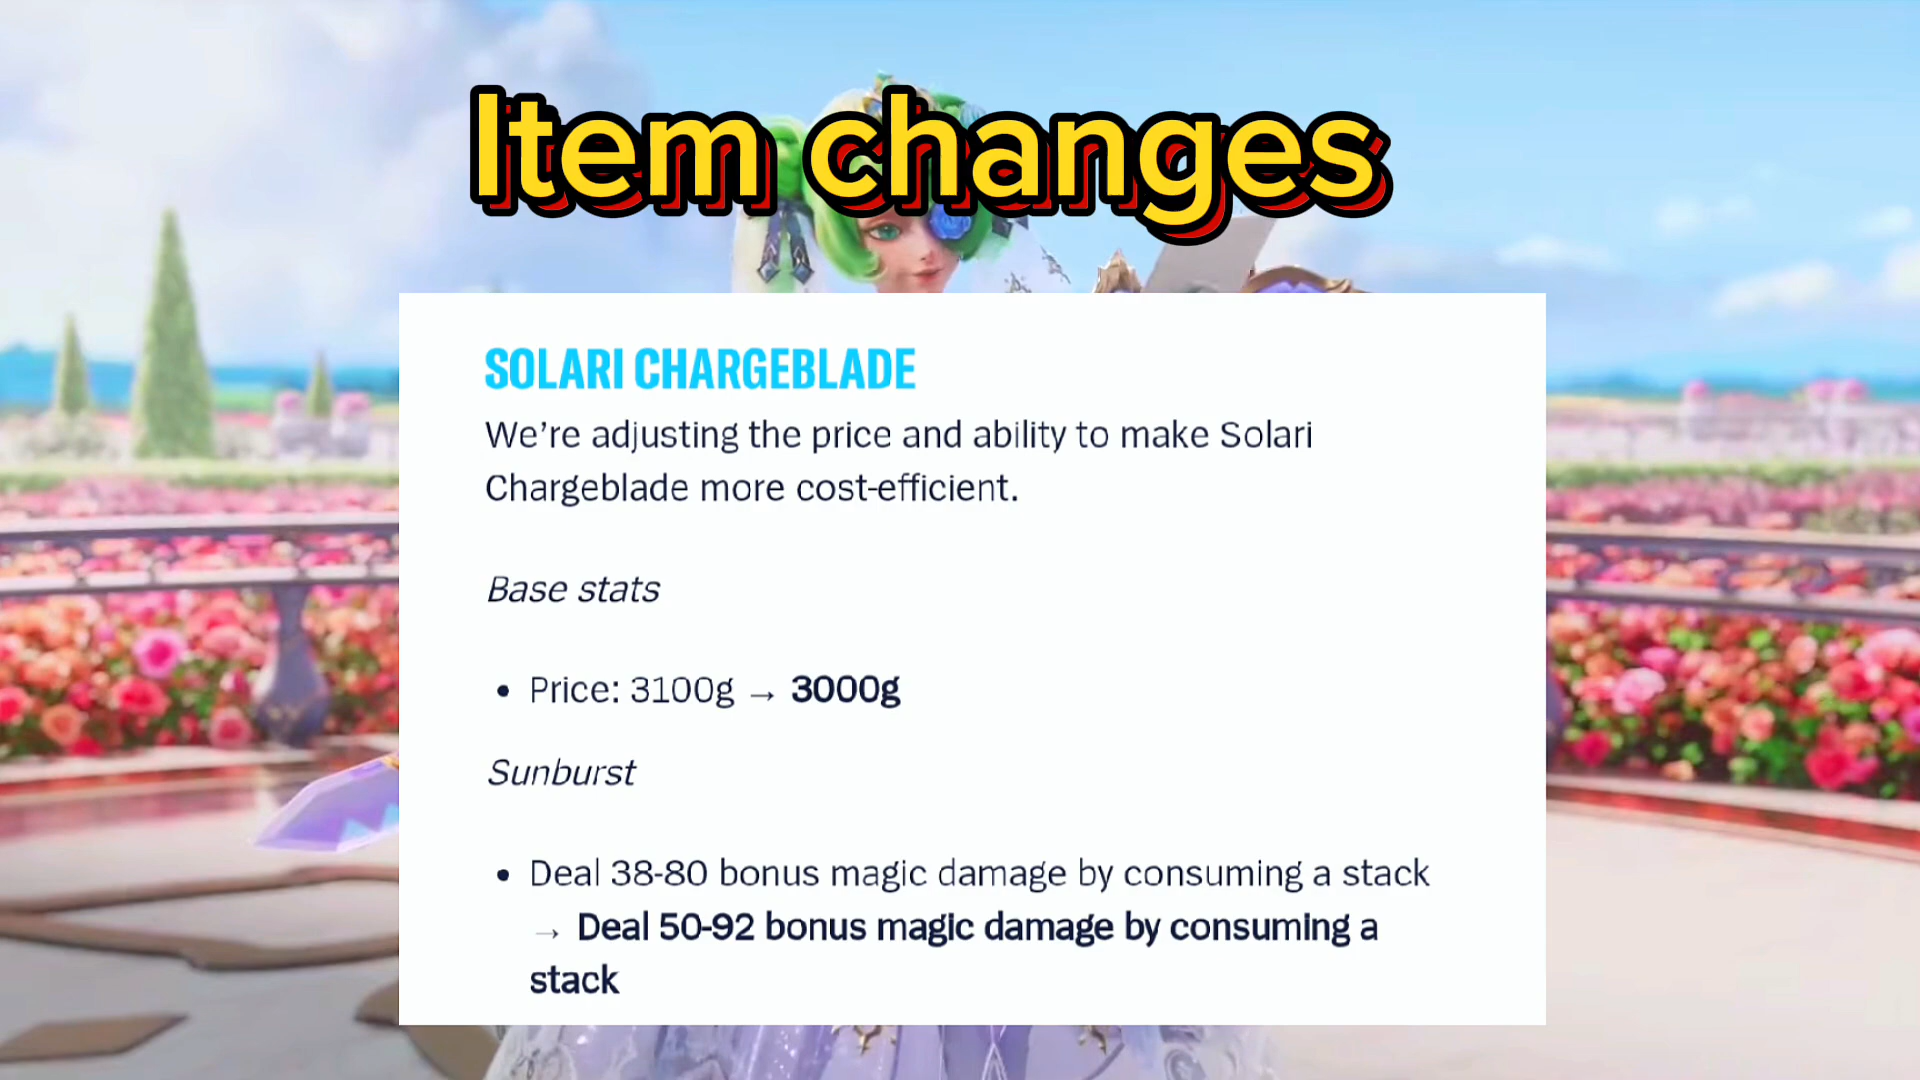 Item changes
SOLARI CHARGEBLADE
We're adjusting the price and ability to make Solari
Chargeblade more cost-efficient.
Base stats
• Price: 3100g → 3000g
Sunburst
• Deal 38-80 bonus magic damage by consuming a stack
→ Deal 50-92 bonus magic damage by consuming a
stack